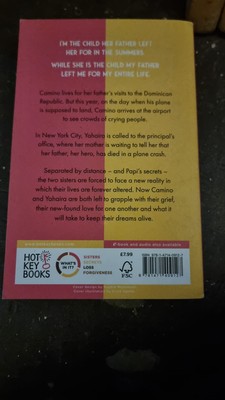 I'M THE CHILD HER FATHER LEFT
HER FOR IN THE SUMMERS.
WHILE SHE IS THE CHILD MY FATHER
LEFT ME FOR MY ENTIRE LIFE.
Camino lives for her father's visits to the Dominican
Republic. But this year, on the day when his plane
is supposed to land, Camino arrives at the airport
to see crowds of crying people.
In New York City, Yahaira is called to the principal's
office, where her mother is waiting to tell her that
her father, her hero, has died in a plane crash.
Separated by distance – and Papi's secrets –
the two sisters are forced to face a new reality in
which their lives are forever altered. Now Camino
and Yahaira are both left to grapple with their grief,
their new-found love for one another and what it
will take to keep their dreams alive.
E-book and audio also available
HOT
KEY
BOOKS
WHAT'S
IN IT?
SISTERS
SECRETS
LOSS
FORGIVENESS
£7.99
FSC